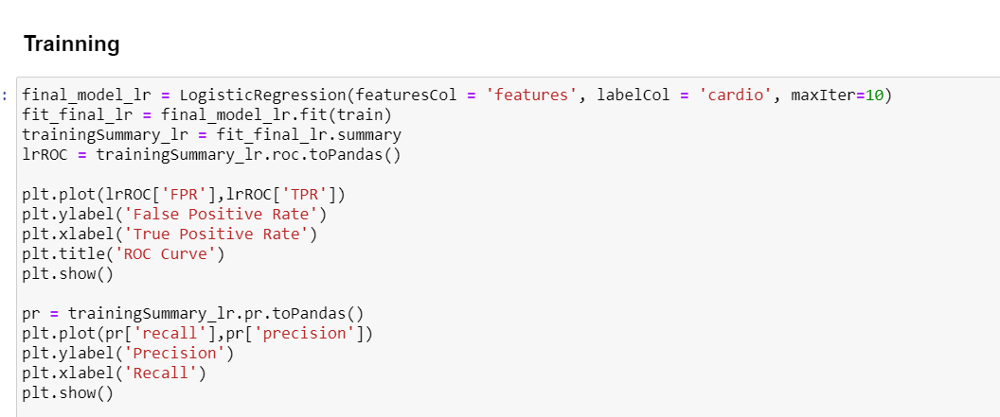 Trainning
: final_model_lr = LogisticRegression(featuresCol = 'features', labelCol = 'cardio', maxIter=10)
fit_final_lr = final_model_lr.fit(train)
trainingSummary_lr = fit_final_lr.summary
lrROC = trainingSummary_lr.roc.toPandas()

plt.plot(lrROC['FPR'],lrROC['TPR'])
plt.ylabel('False Positive Rate')
plt.xlabel('True Positive Rate')
plt.title('ROC Curve')
plt.show()

pr = trainingSummary_lr.pr.toPandas()
plt.plot(pr['recall'],pr['precision'])
plt.ylabel('Precision')
plt.xlabel('Recall')
plt.show()